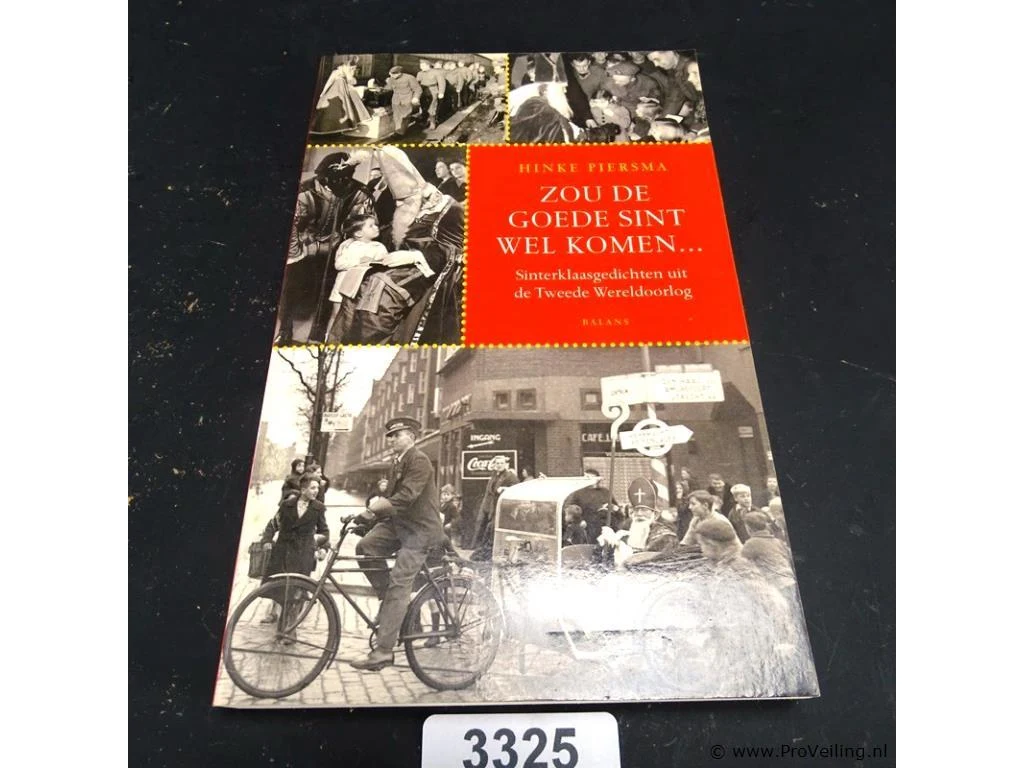 HINKE PIERSMA
ZOU DE
GOEDE SINT
WEL KOMEN...
Sinterklaasgedichten uit
de Tweede Wereldoorlog
BALANS
INGANG
CAFE
Coca-Cola
3325
© www.ProVeiling.nl